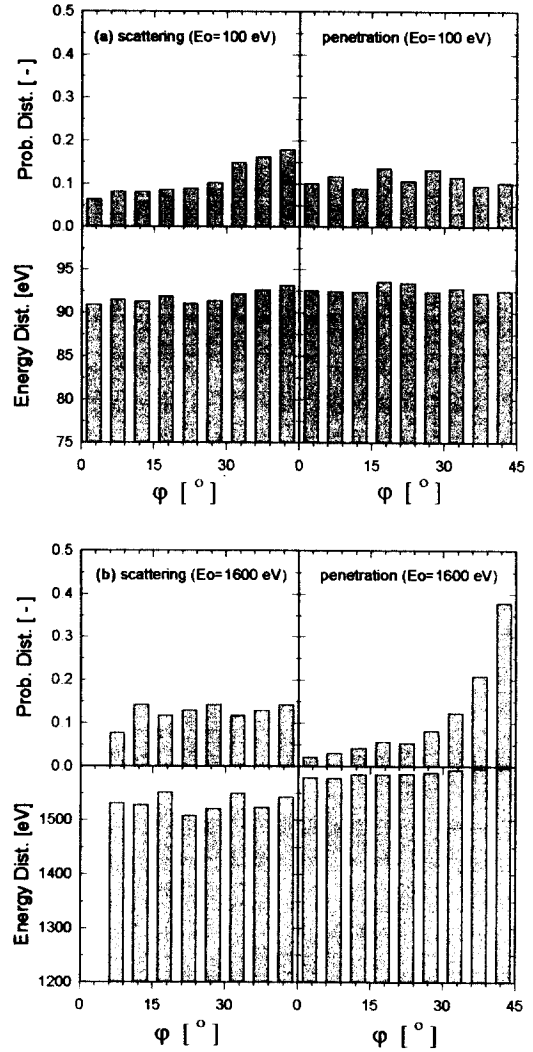 0.5
(a) scattering (Eo=100 eV)
penetration (Eo=100 eV)
0.4
0.3
0.2
0.1
0.0
Prob. Dist. [ - ]
95
90
85
80
75
Energy Dist. [eV]
0 15 30 0 15 30 45
φ [ ° ] φ [ ° ]
0.5
(b) scattering (Eo=1600 eV)
penetration (Eo=1600 eV)
0.4
0.3
0.2
0.1
0.0
Prob. Dist. [ - ]
1500
1400
1300
1200
Energy Dist. [eV]
0 15 30 0 15 30 45
φ [ ° ] φ [ ° ]